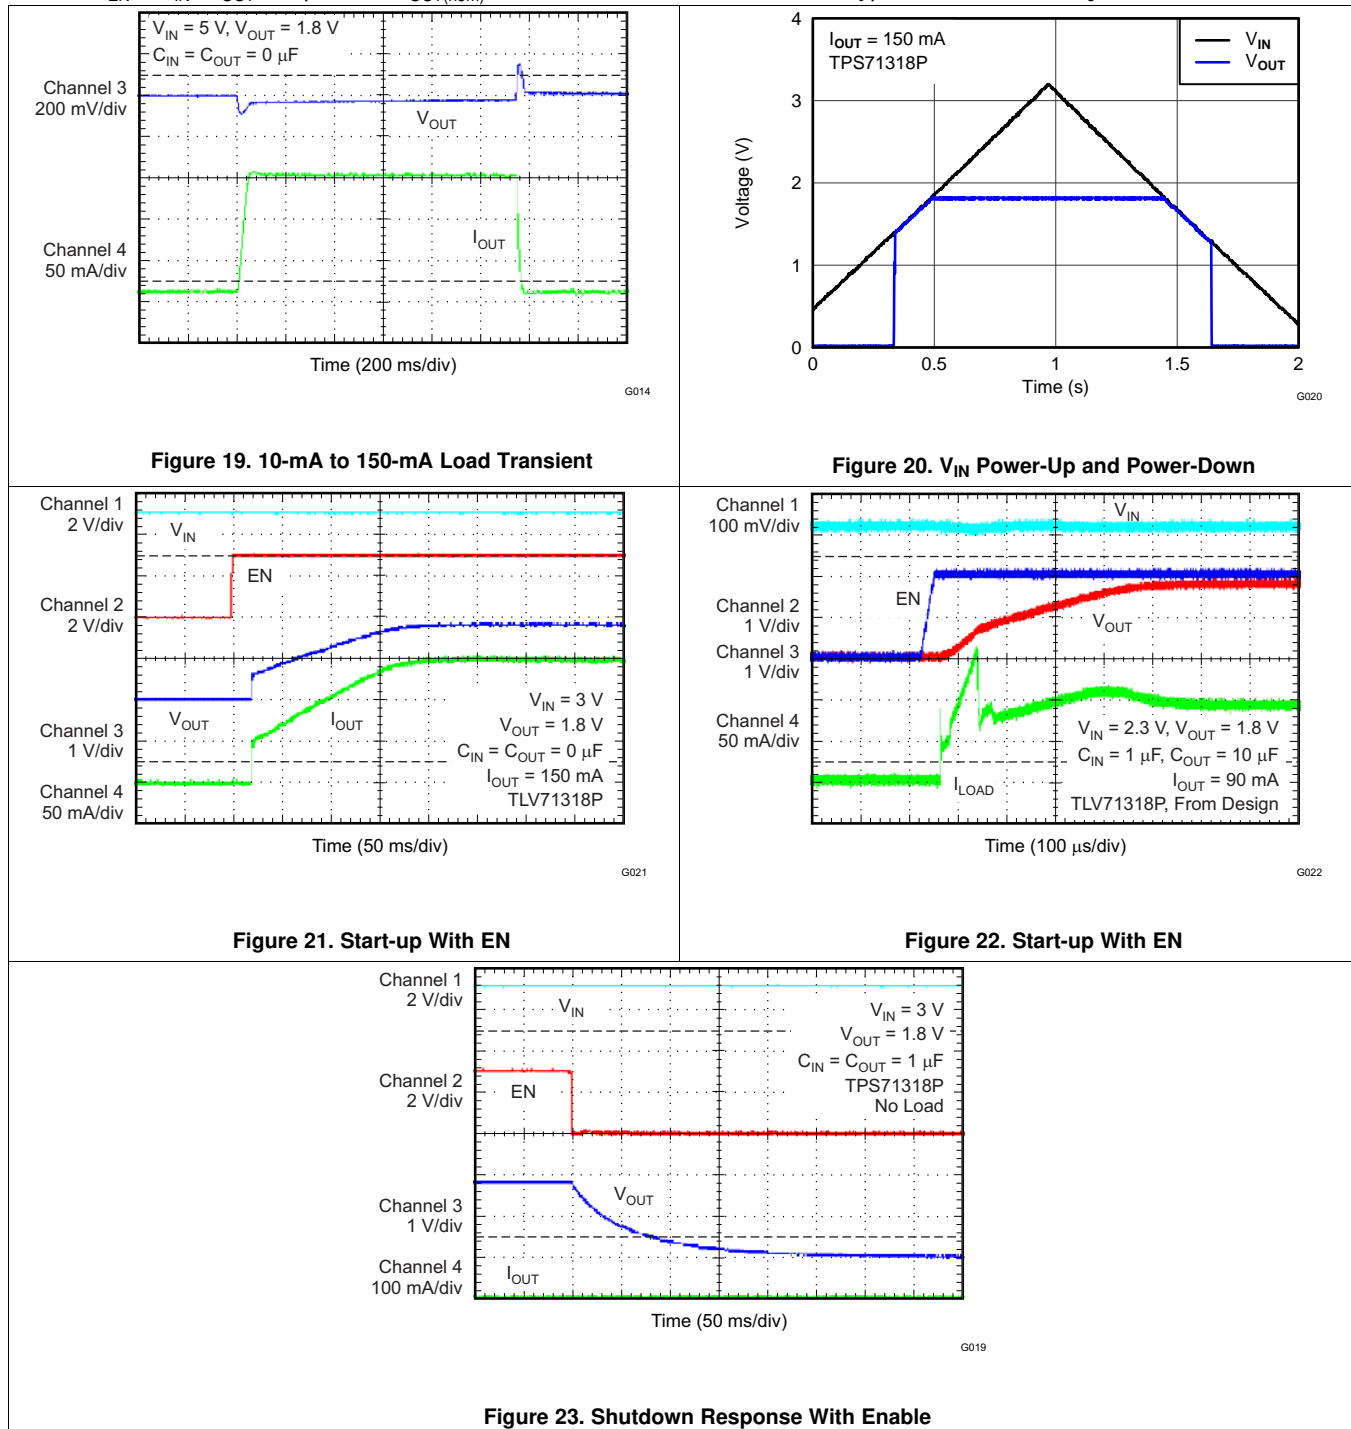 V_IN = 5 V, V_OUT = 1.8 V
C_IN = C_OUT = 0 μF
Channel 3
200 mV/div
V_OUT
Channel 4
50 mA/div
I_OUT
Time (200 ms/div)
G014
Figure 19. 10-mA to 150-mA Load Transient
4
3
2
1
0
Voltage (V)
I_OUT = 150 mA
TPS71318P
V_IN
V_OUT
0
0.5
1
1.5
2
Time (s)
G020
Figure 20. V_IN Power-Up and Power-Down
Channel 1
2 V/div
V_IN
EN
Channel 2
2 V/div
V_OUT
I_OUT
Channel 3
1 V/div
Channel 4
50 mA/div
V_IN = 3 V
V_OUT = 1.8 V
C_IN = C_OUT = 0 μF
I_OUT = 150 mA
TLV71318P
Time (50 ms/div)
G021
Figure 21. Start-up With EN
Channel 1
100 mV/div
V_IN
EN
Channel 2
1 V/div
V_OUT
Channel 3
1 V/div
Channel 4
50 mA/div
I_LOAD
V_IN = 2.3 V, V_OUT = 1.8 V
C_IN = 1 μF, C_OUT = 10 μF
I_OUT = 90 mA
TLV71318P, From Design
Time (100 μs/div)
G022
Figure 22. Start-up With EN
Channel 1
2 V/div
V_IN
V_IN = 3 V
V_OUT = 1.8 V
C_IN = C_OUT = 1 μF
TPS71318P
No Load
Channel 2
2 V/div
EN
Channel 3
1 V/div
V_OUT
Channel 4
100 mA/div
I_OUT
Time (50 ms/div)
G019
Figure 23. Shutdown Response With Enable